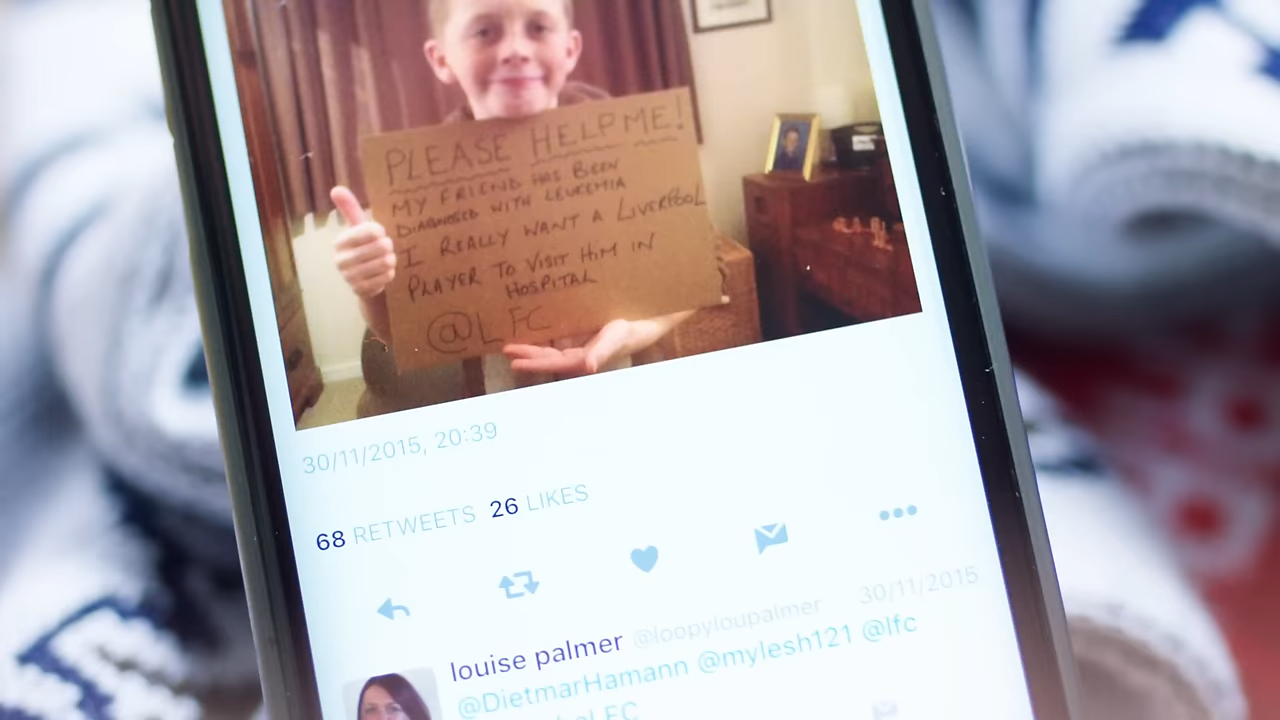 PLEASE HELP ME!
MY FRIEND HAS BEEN
DIAGNOSED WITH LEUKEMIA
I REALLY WANT A LIVERPOOL
PLAYER TO VISIT HIM IN
HOSPITAL
@LFC
30/11/2015, 20:39
68 RETWEETS 26 LIKES
louise palmer @loopyloupalmer 30/11/2015
@DietmarHamann @mylesh121 @lfc